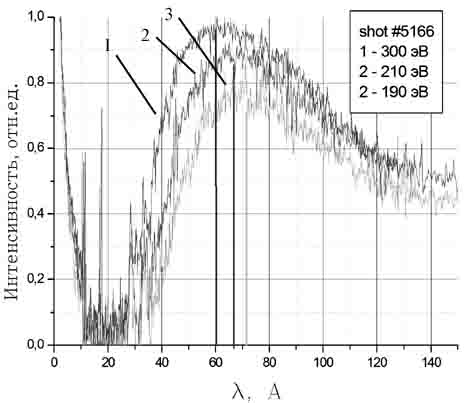 1,0
0,8
0,6
0,4
0,2
0,0
Интенсивность, отн.ед.
1
2
3
shot #5166
1 - 300 эВ
2 - 210 эВ
2 - 190 эВ
0 20 40 60 80 100 120 140
λ, А